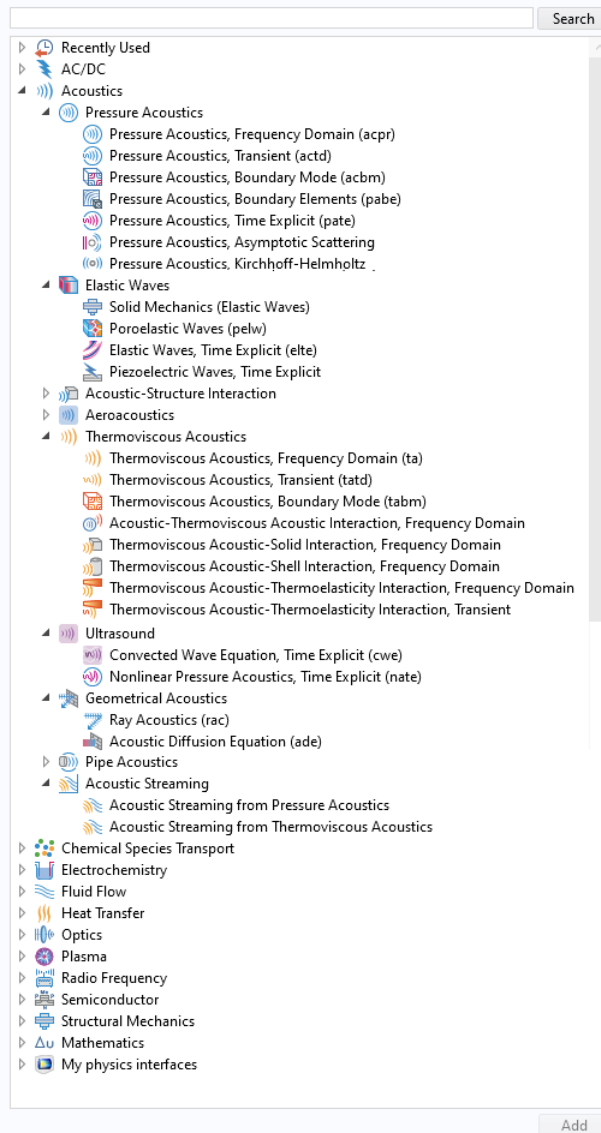 Search
Recently Used
AC/DC
Acoustics
Pressure Acoustics
Pressure Acoustics, Frequency Domain (acpr)
Pressure Acoustics, Transient (actd)
Pressure Acoustics, Boundary Mode (acbm)
Pressure Acoustics, Boundary Elements (pabe)
Pressure Acoustics, Time Explicit (pate)
Pressure Acoustics, Asymptotic Scattering
Pressure Acoustics, Kirchhoff-Helmholtz
Elastic Waves
Solid Mechanics (Elastic Waves)
Poroelastic Waves (pelw)
Elastic Waves, Time Explicit (elte)
Piezoelectric Waves, Time Explicit
Acoustic-Structure Interaction
Aeroacoustics
Thermoviscous Acoustics
Thermoviscous Acoustics, Frequency Domain (ta)
Thermoviscous Acoustics, Transient (tatd)
Thermoviscous Acoustics, Boundary Mode (tabm)
Acoustic-Thermoviscous Acoustic Interaction, Frequency Domain
Thermoviscous Acoustic-Solid Interaction, Frequency Domain
Thermoviscous Acoustic-Shell Interaction, Frequency Domain
Thermoviscous Acoustic-Thermoelasticity Interaction, Frequency Domain
Thermoviscous Acoustic-Thermoelasticity Interaction, Transient
Ultrasound
Convected Wave Equation, Time Explicit (cwe)
Nonlinear Pressure Acoustics, Time Explicit (nate)
Geometrical Acoustics
Ray Acoustics (rac)
Acoustic Diffusion Equation (ade)
Pipe Acoustics
Acoustic Streaming
Acoustic Streaming from Pressure Acoustics
Acoustic Streaming from Thermoviscous Acoustics
Chemical Species Transport
Electrochemistry
Fluid Flow
Heat Transfer
Optics
Plasma
Radio Frequency
Semiconductor
Structural Mechanics
Δu Mathematics
My physics interfaces
Add